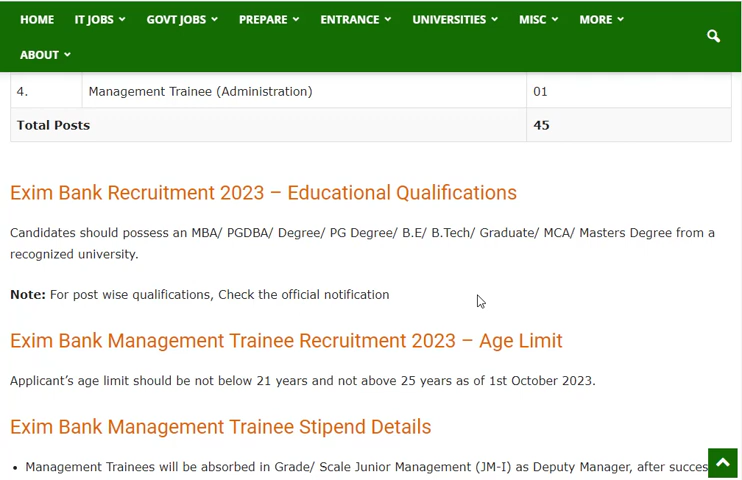 HOME IT JOBS GOVT JOBS PREPARE ENTRANCE UNIVERSITIES MISC MORE
ABOUT
4. Management Trainee (Administration) 01
Total Posts 45
Exim Bank Recruitment 2023 – Educational Qualifications
Candidates should possess an MBA/ PGDBA/ Degree/ PG Degree/ B.E/ B.Tech/ Graduate/ MCA/ Masters Degree from a
recognized university.
Note: For post wise qualifications, Check the official notification
Exim Bank Management Trainee Recruitment 2023 – Age Limit
Applicant's age limit should be not below 21 years and not above 25 years as of 1st October 2023.
Exim Bank Management Trainee Stipend Details
• Management Trainees will be absorbed in Grade/ Scale Junior Management (JM-I) as Deputy Manager, after succes